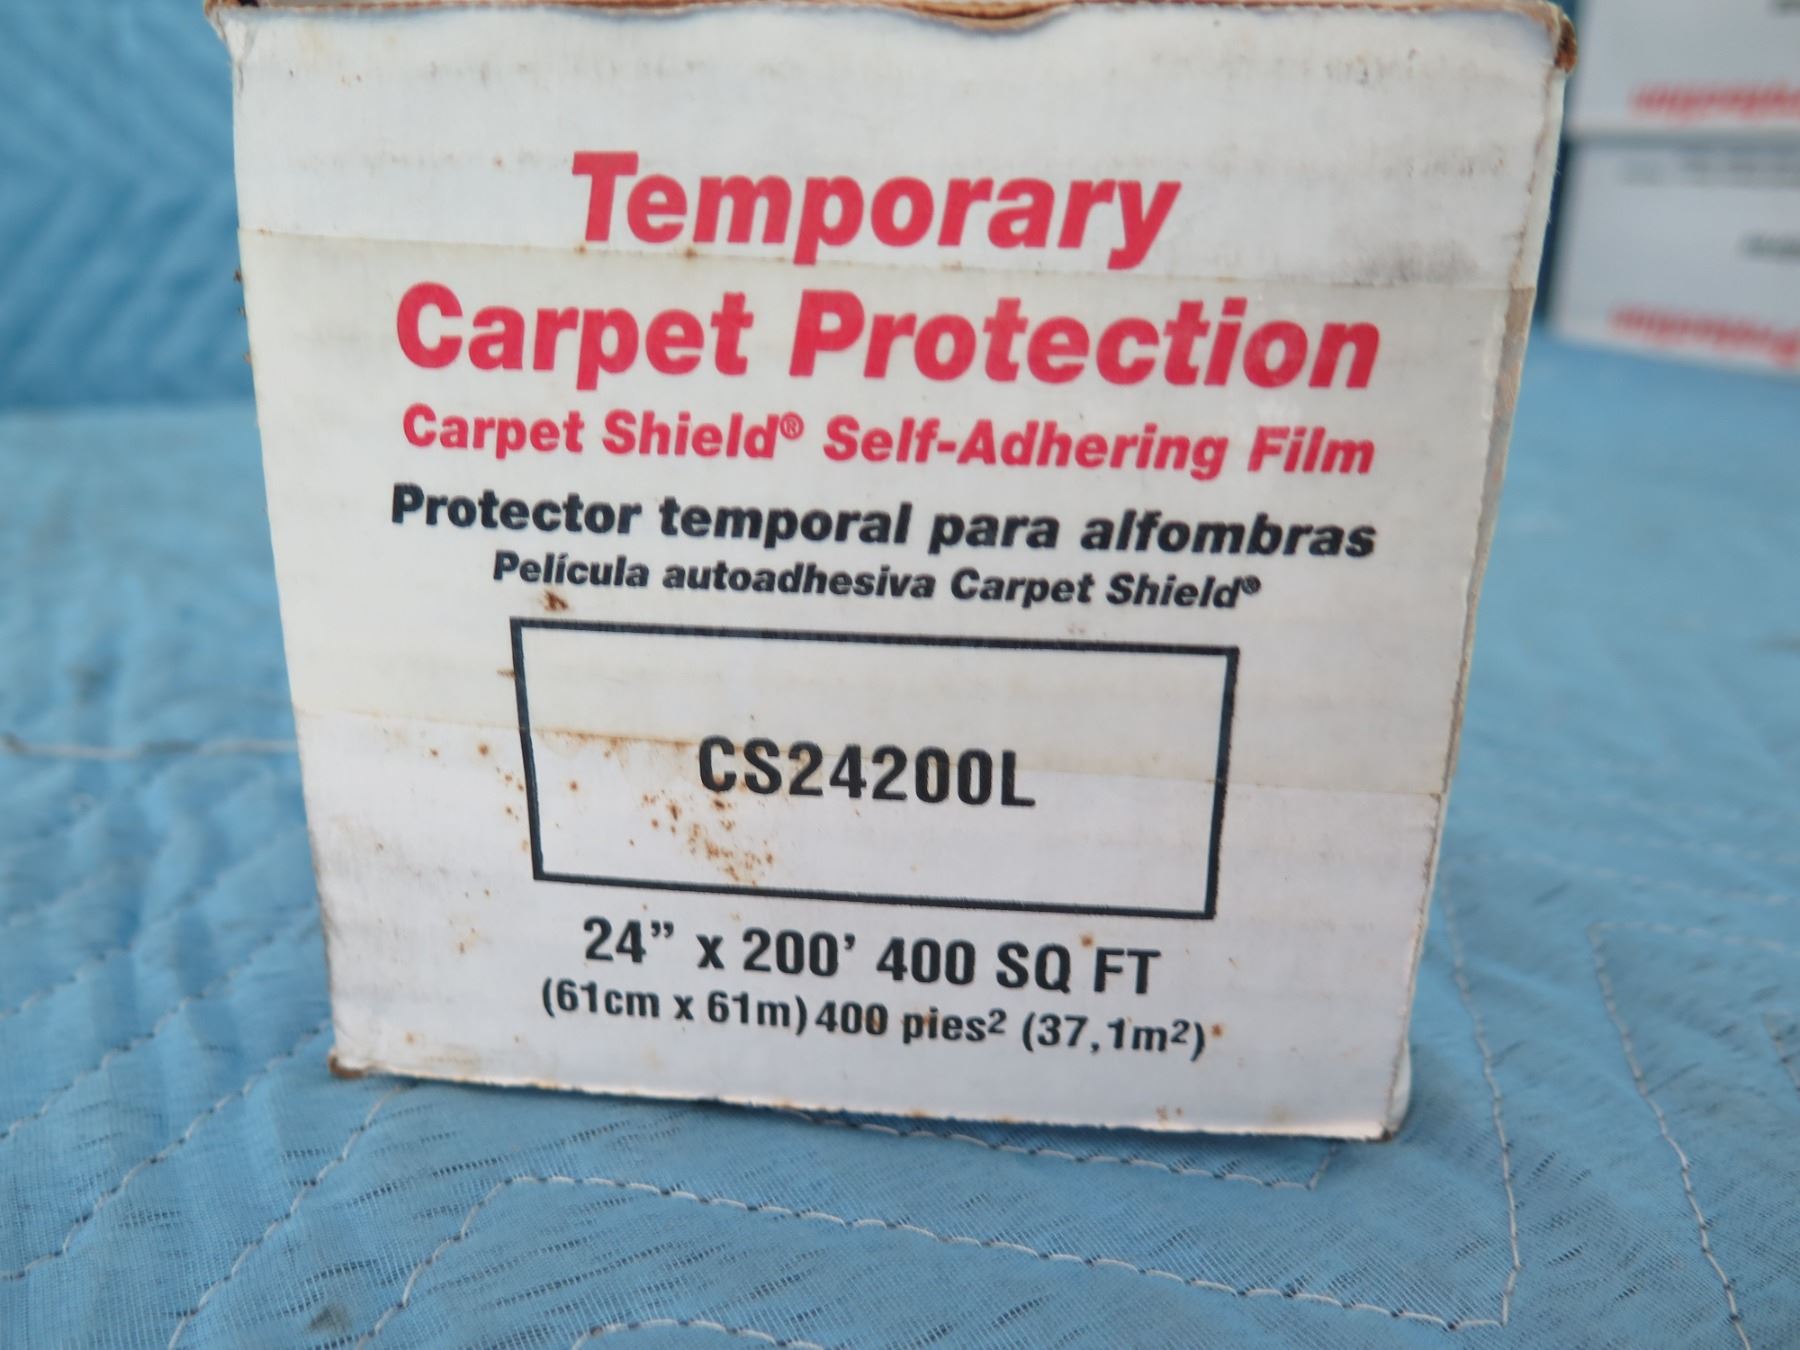 Temporary
Carpet Protection
Carpet Shield® Self-Adhering Film
Protector temporal para alfombras
Película autoadhesiva Carpet Shield®
CS24200L
24” x 200’ 400 SQ FT
(61cm x 61m) 400 pies² (37,1m²)